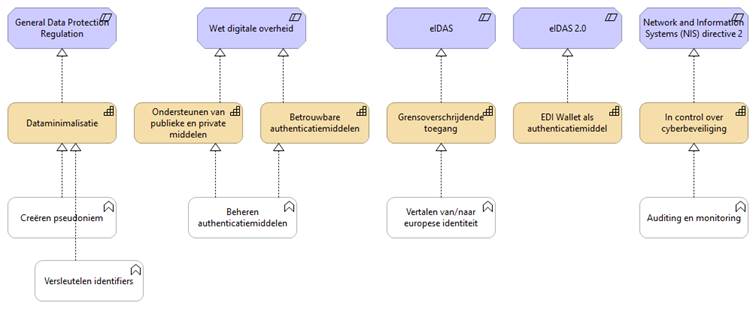 General Data Protection
Regulation
Wet digitale overheid
eIDAS
eIDAS 2.0
Network and Information
Systems (NIS) directive 2
Dataminimalisatie
Ondersteunen van
publieke en private
middelen
Betrouwbare
authenticatiemiddelen
Grensoverschrijdende
toegang
EDI Wallet als
authenticatiemiddel
In control over
cyberbeveiliging
Creëren pseudoniem
Beheren
authenticatiemiddelen
Vertalen van/naar
europese identiteit
Auditing en monitoring
Versleutelen identifiers